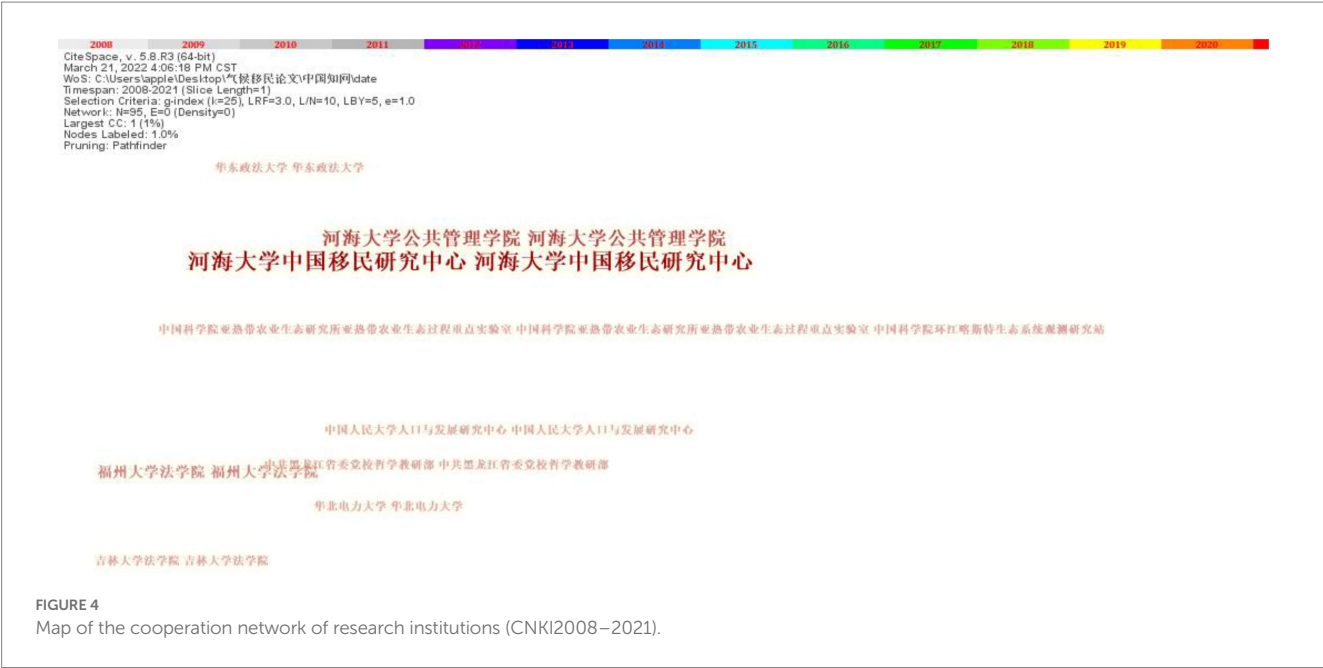 2008 2009 2010 2011 2012 2013 2014 2015 2016 2017 2018 2019 2020
CiteSpace, v. 5.8.R3 (64-bit)
March 21, 2022 4:06:18 PM CST
WoS: C:\Users\apple\Desktop\气候移民论文\中国知网\date
Timespan: 2008-2021 (Slice Length=1)
Selection Criteria: g-index (k=25), LRF=3.0, L/N=10, LBY=5, e=1.0
Network: N=95, E=0 (Density=0)
Largest CC: 1 (1%)
Nodes Labeled: 1.0%
Pruning: Pathfinder
华东政法大学 华东政法大学
河海大学公共管理学院 河海大学公共管理学院
河海大学中国移民研究中心 河海大学中国移民研究中心
中国科学院亚热带农业生态研究所亚热带农业生态过程重点实验室 中国科学院亚热带农业生态研究所亚热带农业生态过程重点实验室 中国科学院环江喀斯特生态系统观测研究站
中国人民大学人口与发展研究中心 中国人民大学人口与发展研究中心
中共黑龙江省委党校哲学教研部 中共黑龙江省委党校哲学教研部
福州大学法学院 福州大学法学院
华北电力大学 华北电力大学
吉林大学法学院 吉林大学法学院
FIGURE 4
Map of the cooperation network of research institutions (CNKI2008–2021).